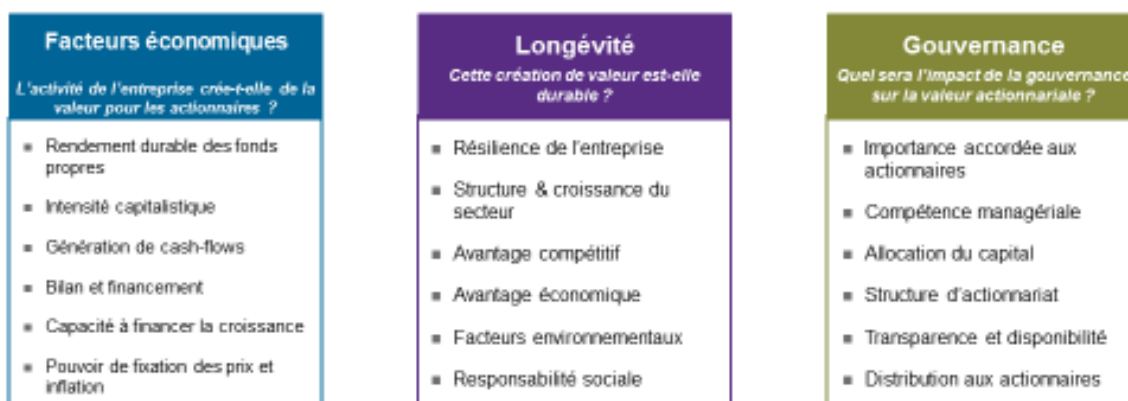 Facteurs économiques
L'activité de l'entreprise crée-t-elle de la
valeur pour les actionnaires ?
Rendement durable des fonds
propres
Intensité capitalistique
Génération de cash-flows
Bilan et financement
Capacité à financer la croissance
Pouvoir de fixation des prix et
inflation
Longévité
Cette création de valeur est-elle
durable ?
Résilience de l'entreprise
Structure & croissance du
secteur
Avantage compétitif
Avantage économique
Facteurs environnementaux
Responsabilité sociale
Gouvernance
Quel sera l'impact de la gouvernance
sur la valeur actionnariale ?
Importance accordée aux
actionnaires
Compétence managériale
Allocation du capital
Structure d'actionnariat
Transparence et disponibilité
Distribution aux actionnaires